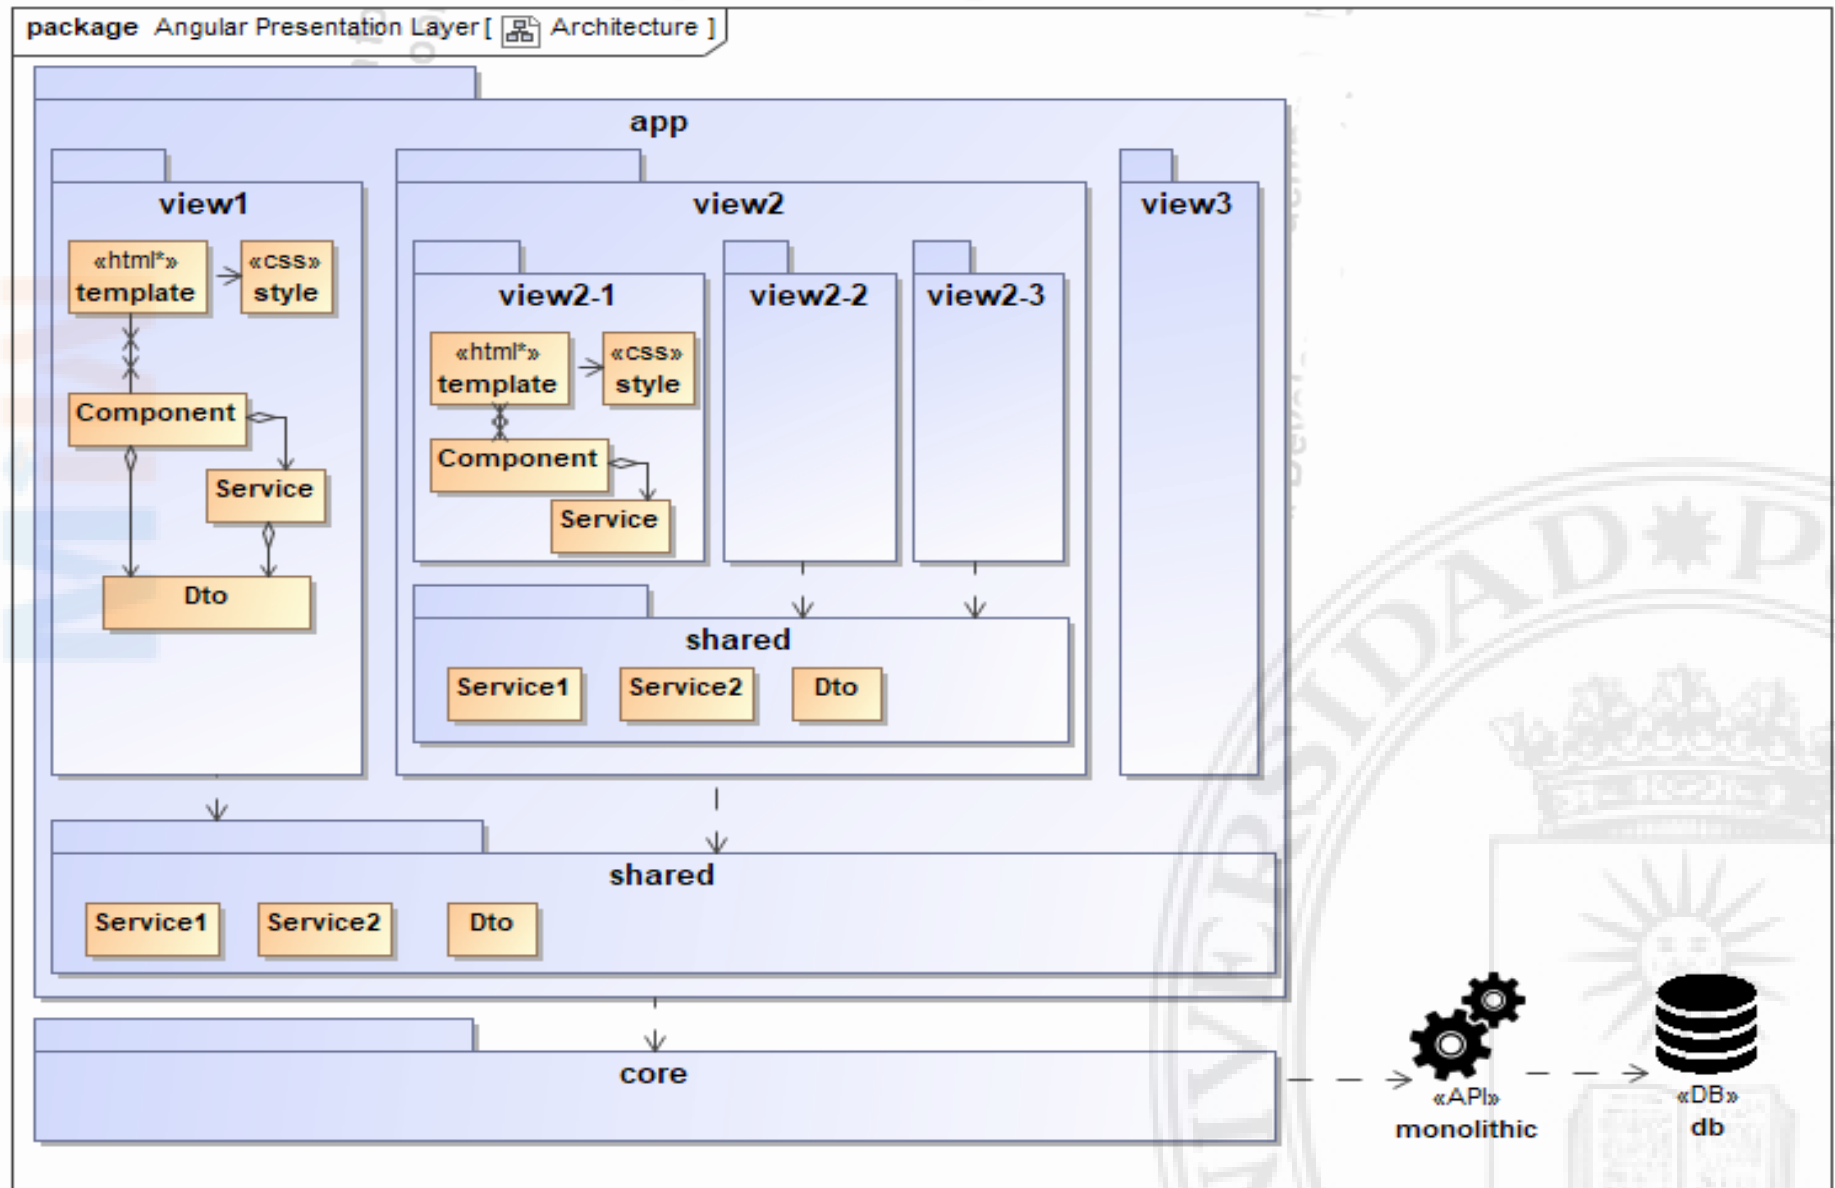 package Angular Presentation Layer [ Architecture ]
app
view1
view2
view3
«html*»
template
«css»
style
Component
Service
Dto
view2-1
view2-2
view2-3
«html*»
template
«css»
style
Component
Service
shared
Service1
Service2
Dto
shared
Service1
Service2
Dto
core
«API»
monolithic
«DB»
db
MiW